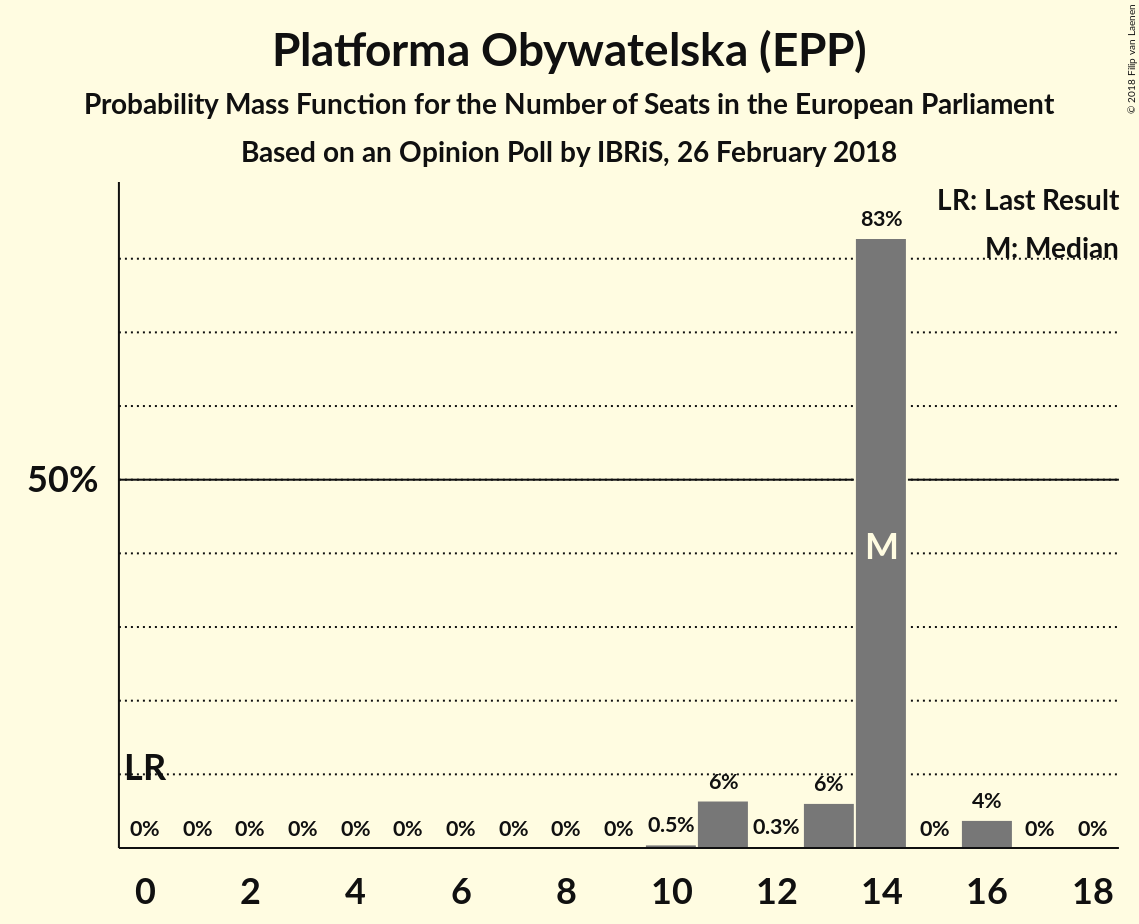 Platforma Obywatelska (EPP)
Probability Mass Function for the Number of Seats in the European Parliament
Based on an Opinion Poll by IBRiS, 26 February 2018
© 2018 Filip van Laenen
LR: Last Result
M: Median
50%
83%
M
LR
0% 0% 0% 0% 0% 0% 0% 0% 0% 0% 0.5% 6% 0.3% 6% 0% 4% 0% 0%
0 2 4 6 8 10 12 14 16 18